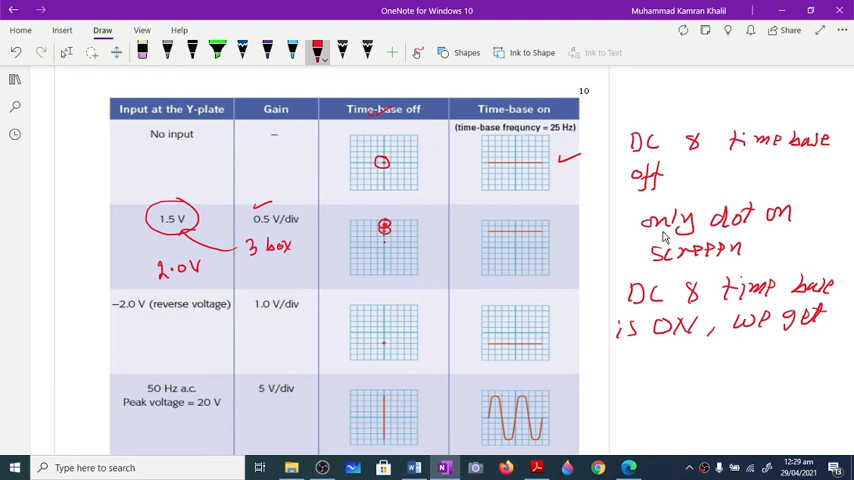 OneNote for Windows 10
Muhammad Kamran Khalil
Home
Insert
Draw
History
Review
View
Help
Share
Shapes
Ink to Shape
Ink to Text
10
Input at the Y-plate
Gain
Time-base off
Time-base on
(time-base frequncy = 25 Hz)
No input
–
1.5 V
0.5 V/div
3 box
2.0V
−2.0 V (reverse voltage)
1.0 V/div
50 Hz a.c.
Peak voltage = 20 V
5 V/div
DC & time base
off
only dot on
screeen
DC & time base
is ON, we get
Type here to search
12:29 am
29/04/2021